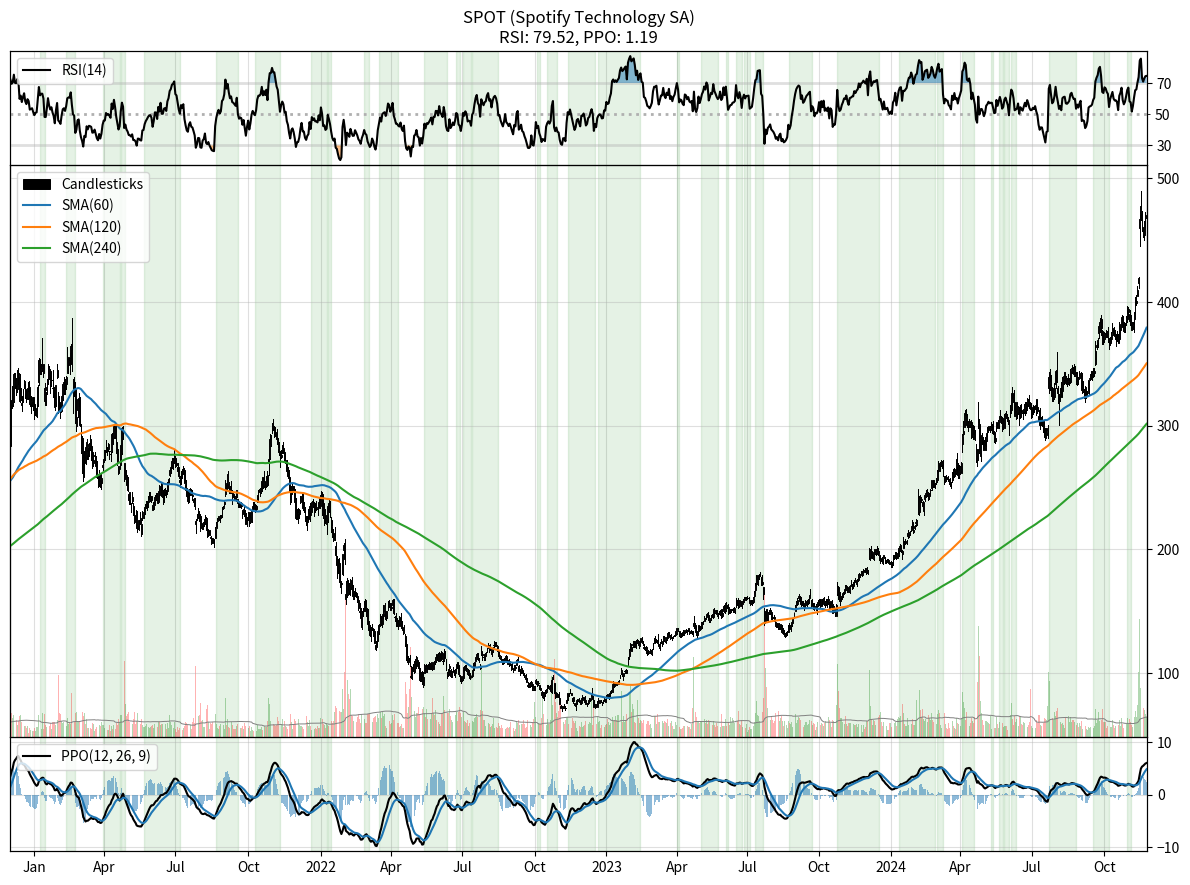 SPOT (Spotify Technology SA)
RSI: 79.52, PPO: 1.19
RSI(14)
70
50
30
Candlesticks
SMA(60)
SMA(120)
SMA(240)
500
400
300
200
100
PPO(12, 26, 9)
10
0
−10
Jan Apr Jul Oct 2022 Apr Jul Oct 2023 Apr Jul Oct 2024 Apr Jul Oct